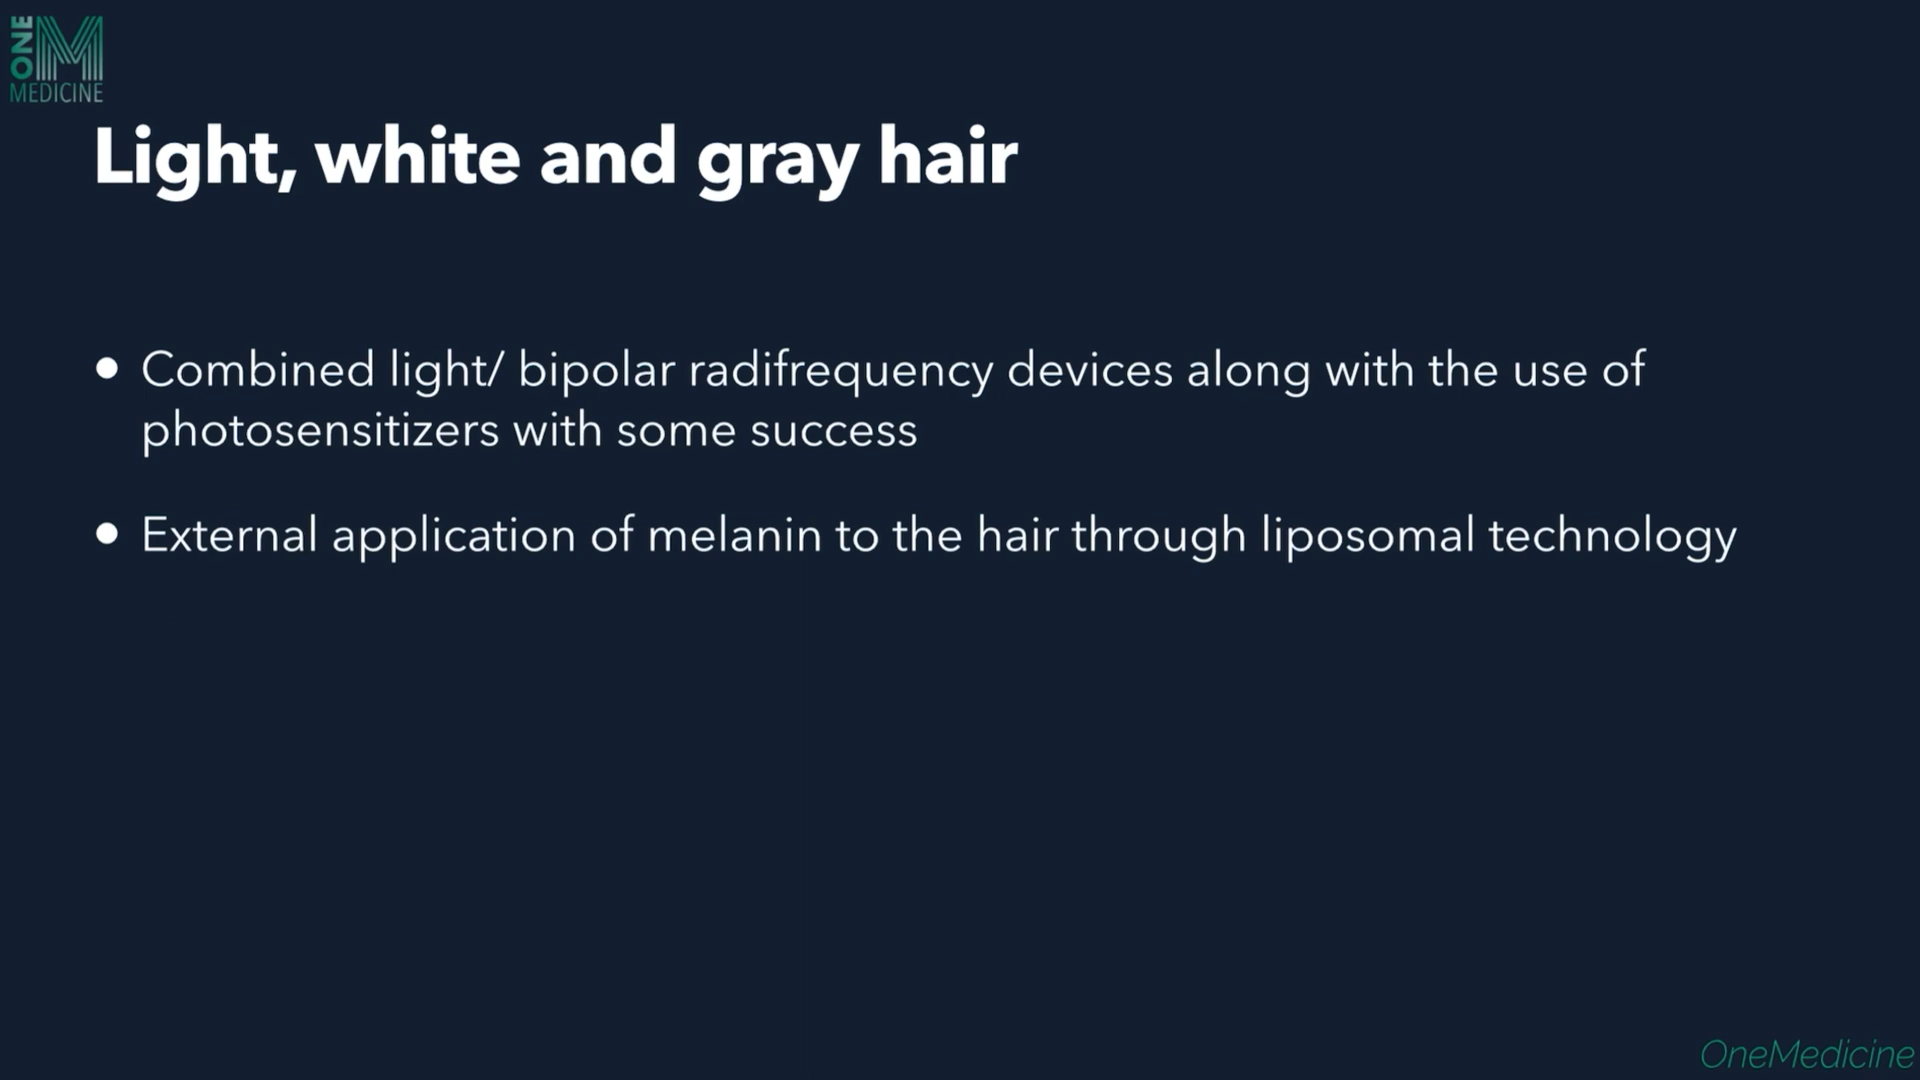 ONE
MEDICINE
Light, white and gray hair
• Combined light/ bipolar radifrequency devices along with the use of
photosensitizers with some success
• External application of melanin to the hair through liposomal technology
OneMedicine